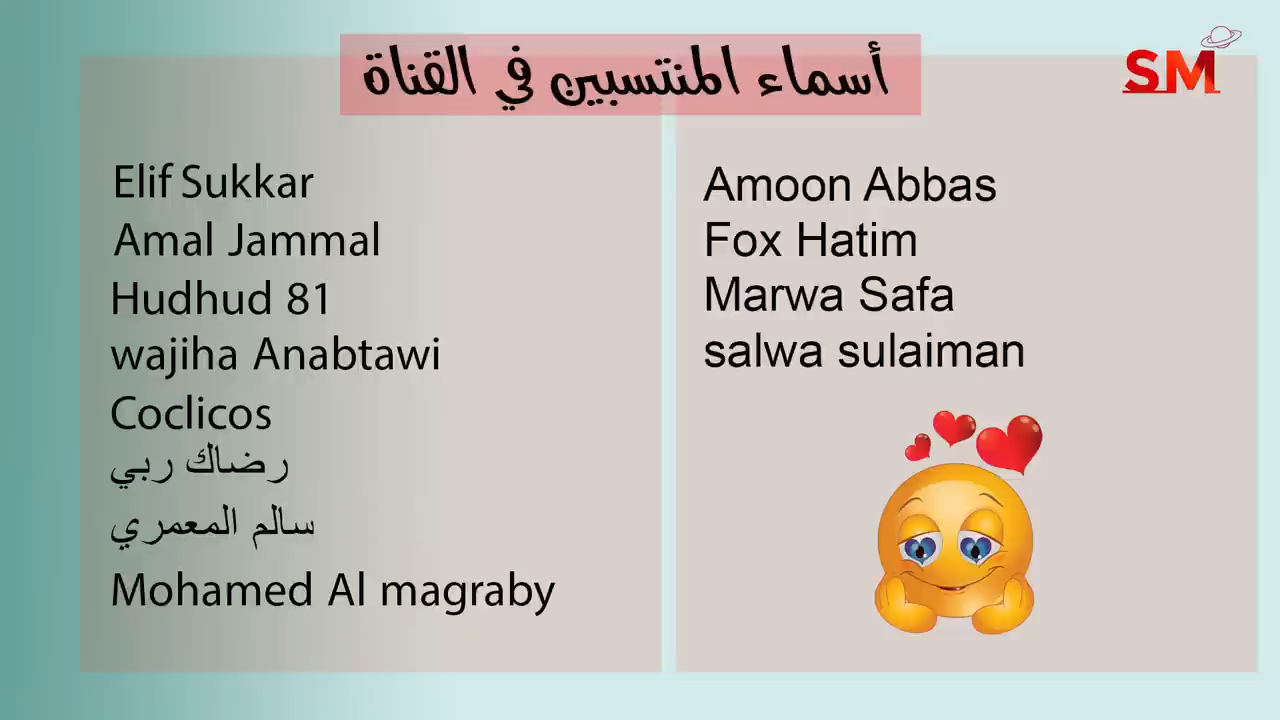 أسماء المنتسبين في القناة
SM
Elif Sukkar
Amal Jammal
Hudhud 81
wajiha Anabtawi
Coclicos
رضاك ربي
سالم المعمري
Mohamed Al magraby
Amoon Abbas
Fox Hatim
Marwa Safa
salwa sulaiman